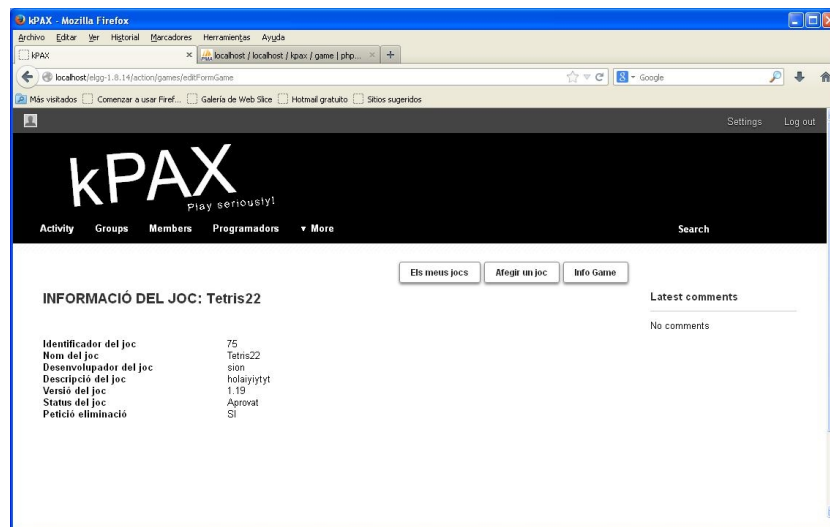 kPAX - Mozilla Firefox
Archivo Editar Ver Historial Marcadores Herramientas Ayuda
kPAX
localhost / localhost / kpax / game | php...
localhost/elgg-1.8.14/action/games/editFormGame
Google
Más visitados Comenzar a usar Firef... Galería de Web Slice Hotmail gratuito Sitios sugeridos
Settings Log out
kPAX
Play seriously!
Activity Groups Members Programadors ▾ More Search
Els meus jocs Afegir un joc Info Game
INFORMACIÓ DEL JOC: Tetris22
Latest comments
No comments
Identificador del joc 75
Nom del joc Tetris22
Desenvolupador del joc sion
Descripció del joc holaiyiytyt
Versió del joc 1.19
Status del joc Aprovat
Petició eliminació SI